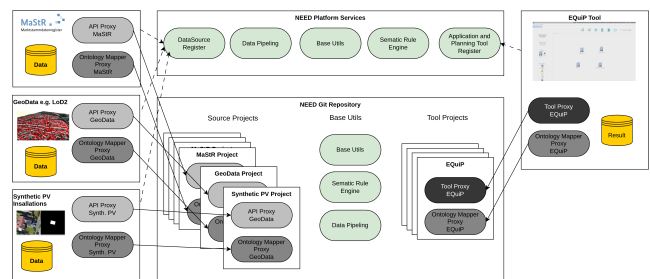 MaStR
Marktstammdatenregister
API Proxy
MaStR
Ontology Mapper
Proxy
MaStR
Data
GeoData e.g. LoD2
API Proxy
GeoData
Ontology Mapper
Proxy
GeoData
Data
Synthetic PV
Insallations
API Proxy
Synth. PV
Ontology Mapper
Proxy
Synth. PV
Data
NEED Platform Services
DataSource
Register
Data Pipeling
Base Utils
Sematic Rule
Engine
Application and
Planning Tool
Register
NEED Git Repository
Source Projects
Base Utils
Tool Projects
MaStR Project
GeoData Project
Synthetic PV Project
API Proxy
GeoData
Ontology Mapper
Proxy
GeoData
Base Utils
Sematic Rule
Engine
Data Pipeling
EQuiP
Tool Proxy
EQuiP
Ontology Mapper
Proxy
EQuiP
EQuiP Tool
Tool Proxy
EQuiP
Ontology Mapper
Proxy
EQuiP
Result